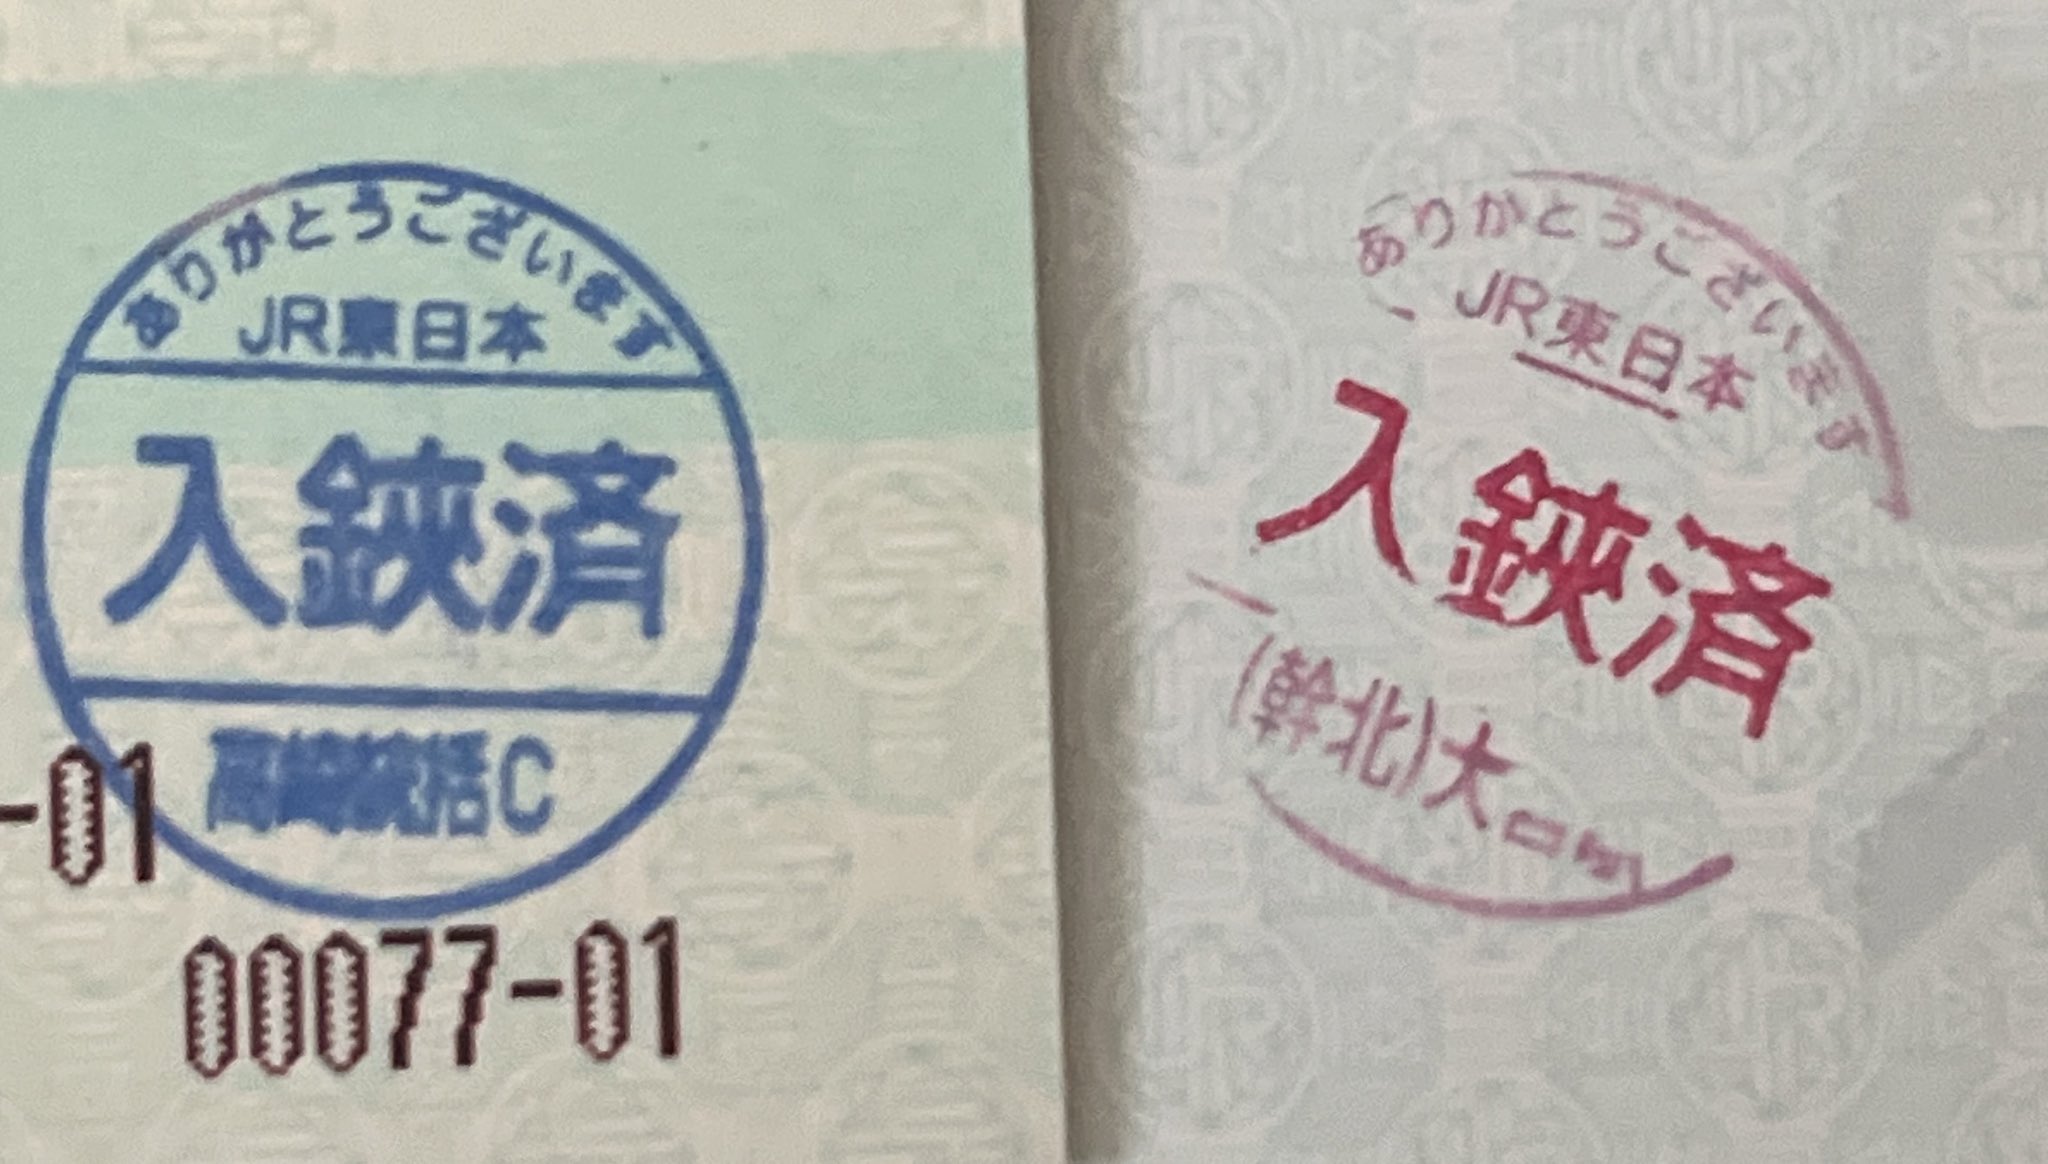 ありがとうございます
JR東日本
入鋏済
高崎統括C
-01
00077-01
ありがとうございます
JR東日本
入鋏済
(幹北)大